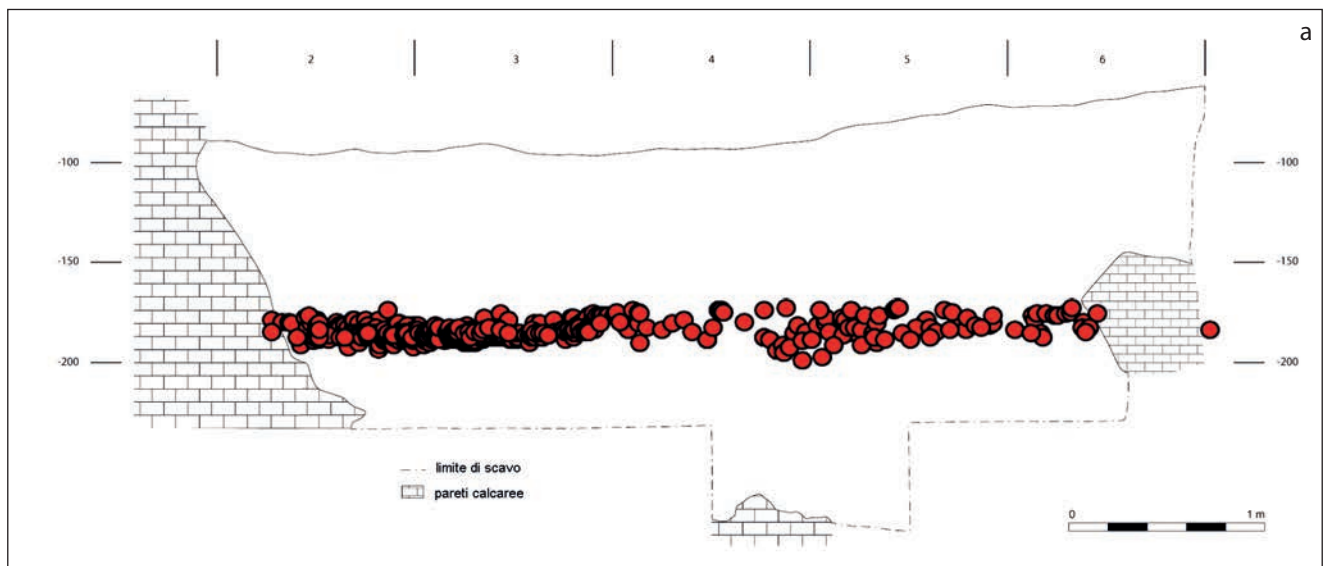 a
2 3 4 5 6
-100 -100
-150 -150
-200 -200
limite di scavo
pareti calcaree
0 1 m